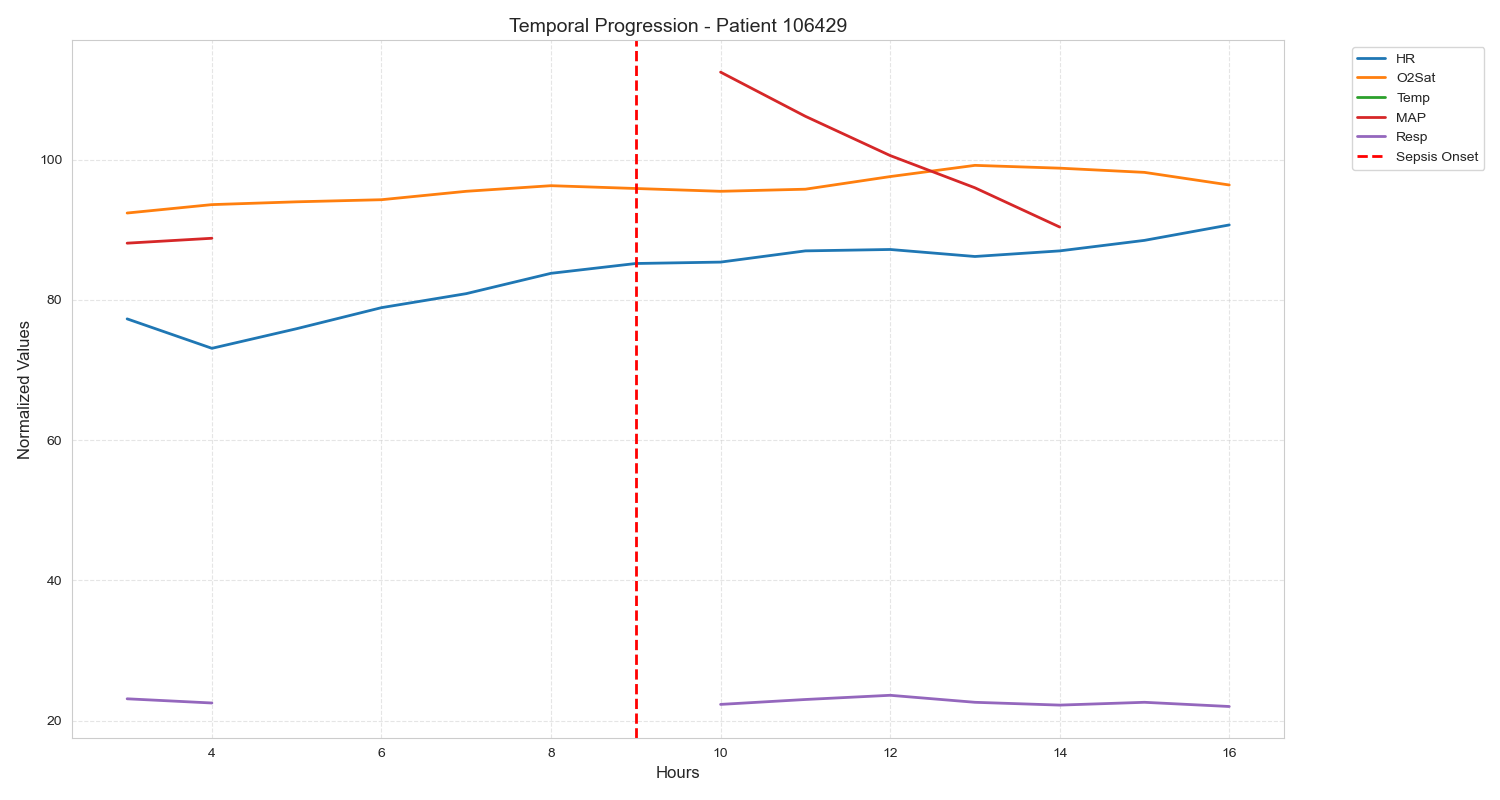 Temporal Progression - Patient 106429
HR
O2Sat
Temp
MAP
Resp
Sepsis Onset
Normalized Values
100
80
60
40
20
4 6 8 10 12 14 16
Hours